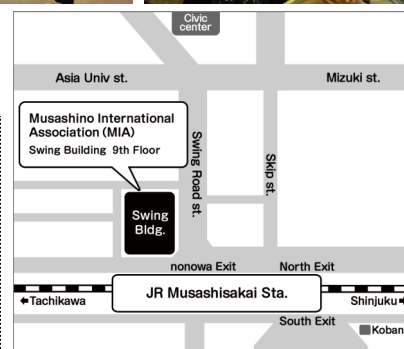 Civic
center
Asia Univ st.
Mizuki st.
Musashino International
Association (MIA)
Swing Building 9th Floor
Swing Road st.
Skip st.
Swing
Bldg.
nonowa Exit
North Exit
←Tachikawa
JR Musashisakai Sta.
Shinjuku
South Exit
Koban